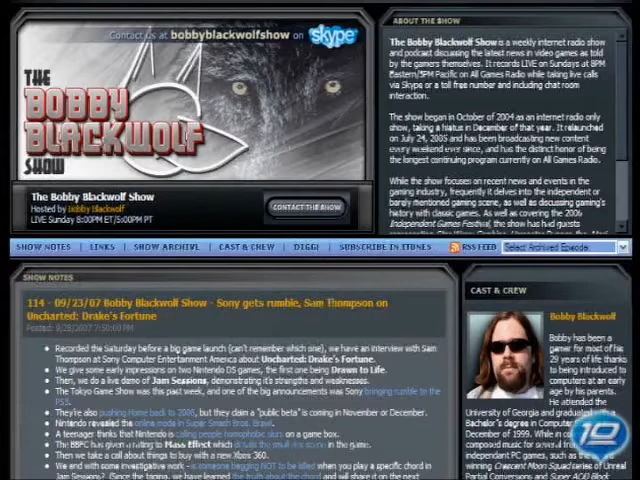 Contact us at bobbyblackwolfshow on skype
THE
BOBBY
BLACKWOLF
SHOW
The Bobby Blackwolf Show
Hosted by Bobby Blackwolf
LIVE Sunday 8:00PM ET/5:00PM PT
CONTACT THE SHOW
ABOUT THE SHOW
The Bobby Blackwolf Show is a weekly internet radio show
and podcast discussing the latest news in video games as told
by the gamers themselves. It records LIVE on Sundays at 8PM
Eastern/5PM Pacific on All Games Radio while taking live calls
via Skype or a toll free number and including chat room
interaction.
The show began in October of 2004 as an internet radio only
show, taking a hiatus in December of that year. It relaunched
on July 24, 2005 and has been broadcasting new content
every weekend ever since, and has the distinct honor of being
the longest continuing program currently on All Games Radio.
While the show focuses on recent news and events in the
gaming industry, frequently it delves into the independent or
barely mentioned gaming scene, as well as discussing gaming's
history with classic games. As well as covering the 2006
Independent Games Festival, the show has had guests
SHOW NOTES | LINKS | SHOW ARCHIVE | CAST & CREW | DIGG! | SUBSCRIBE IN ITUNES RSS FEED Select Archived Episode:
SHOW NOTES
114 - 09/23/07 Bobby Blackwolf Show - Sony gets rumble, Sam Thompson on
Uncharted: Drake's Fortune
Posted: 9/23/2007 7:50:00 PM
Recorded the Saturday before a big game launch (can't remember which one), we have an interview with Sam
Thompson at Sony Computer Entertainment America about Uncharted: Drake's Fortune.
We give some early impressions on two Nintendo DS games, the first one being Drawn to Life.
Then, we do a live demo of Jam Sessions, demonstrating it's strengths and weaknesses.
The Tokyo Game Show was this past week, and one of the big announcements was Sony bringing rumble to the
PS3.
They're also pushing Home back to 2008, but they claim a "public beta" is coming in November or December.
Nintendo revealed the online mode in Super Smash Bros. Brawl.
A teenager thinks that Nintendo is calling people homophobic slurs on a game box.
The BBFC has given a rating to Mass Effect which in the game.
Then we take a call about things to buy with a new Xbox 360.
We end with some investigative work - is someone begging NOT to be killed when you play a specific chord in
Jam Sessions? Since the taping, we have learned the truth about the chord and will share it on the next
CAST & CREW
Bobby Blackwolf
Bobby has been a
gamer for most of his
29 years of life thanks
to being introduced to
computers at an early
age by his parents.
He attended the
University of Georgia and graduated with a
Bachelor's degree in Computer
December of 1999. While in
composed music for several
independent PC games, such as the
winning Crescent Moon Squad series of Unreal
Partial Conversions and Super ACID Block
10